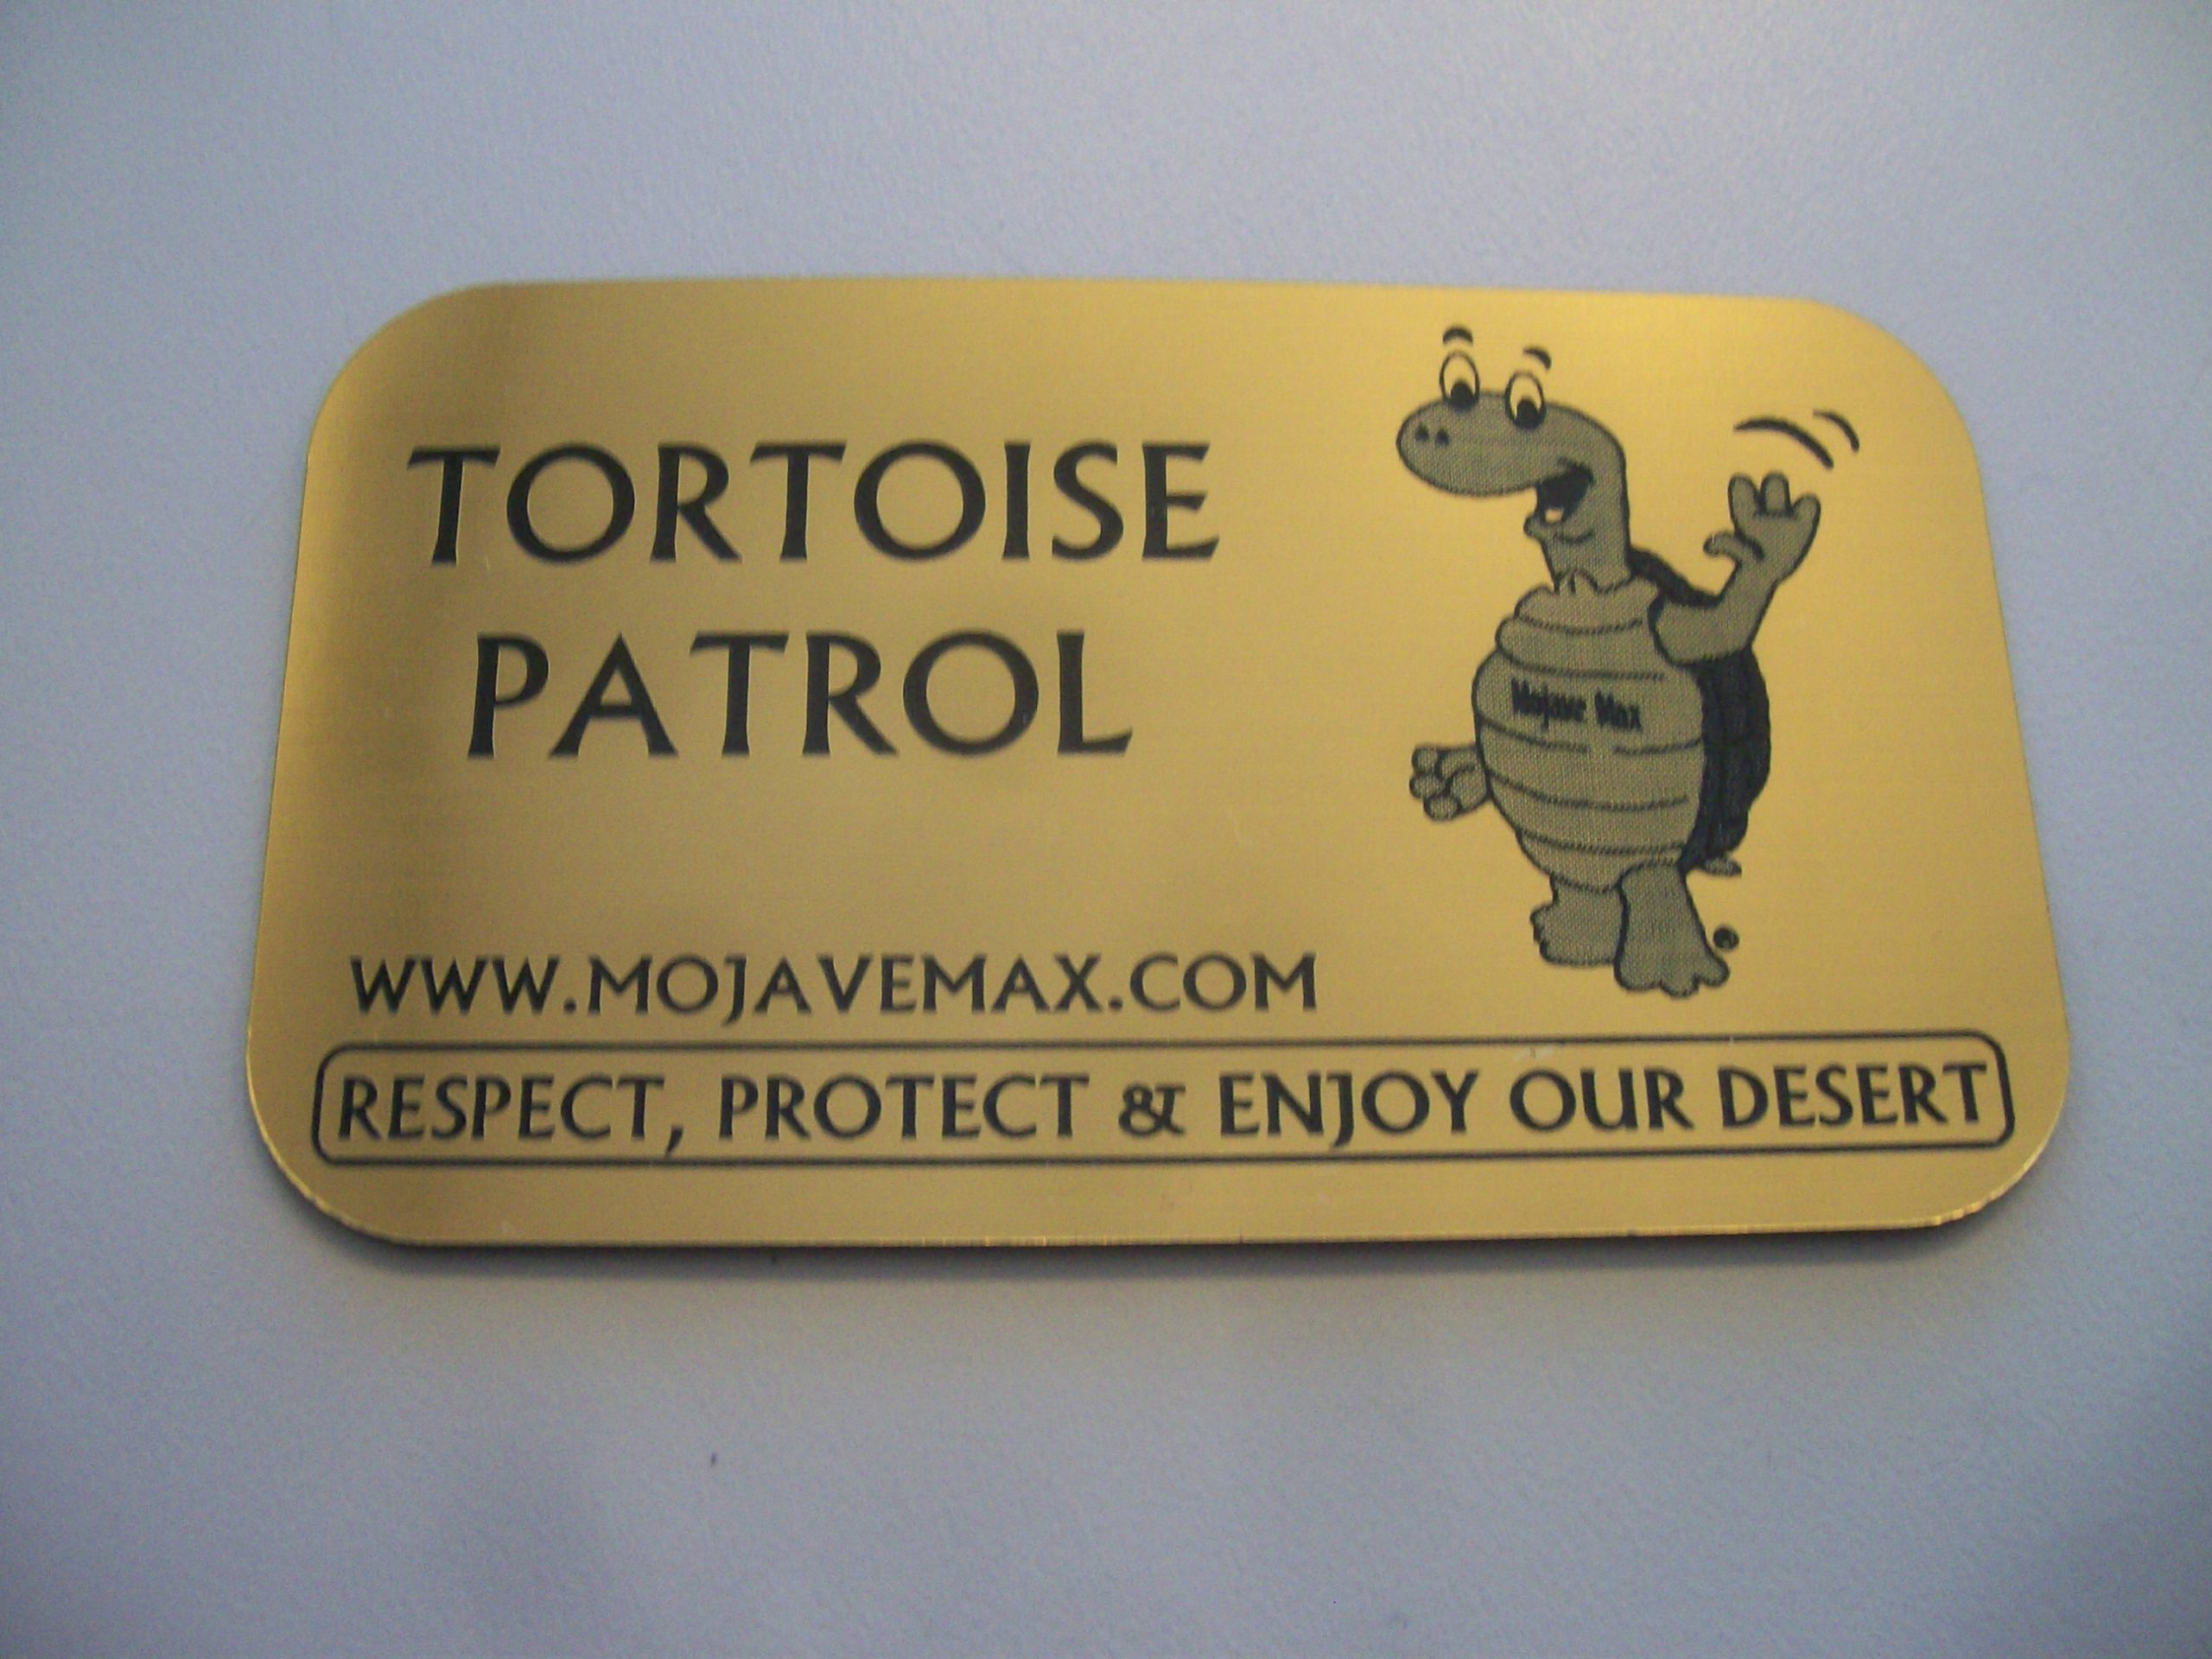 TORTOISE
PATROL
Mojave Max
WWW.MOJAVEMAX.COM
RESPECT, PROTECT & ENJOY OUR DESERT